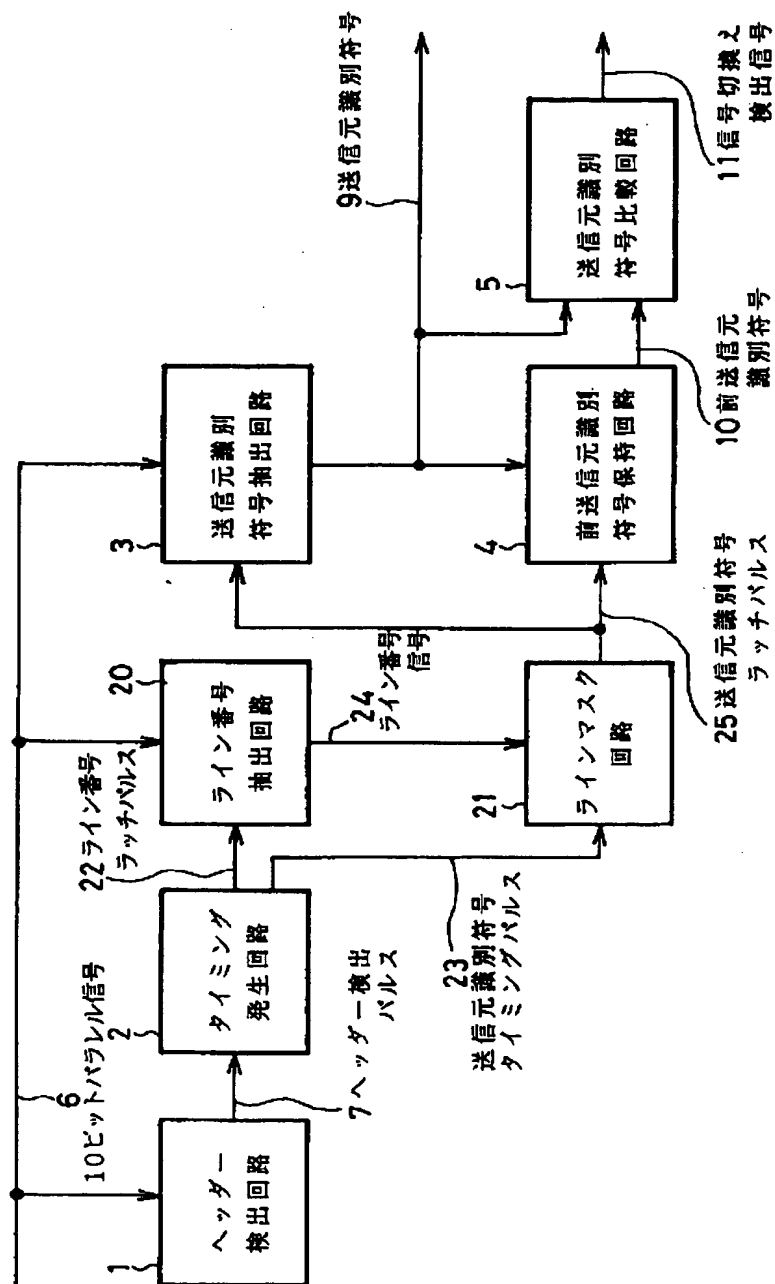 6
10ビットパラレル信号
1
ヘッダー
検出回路
7ヘッダー検出
パルス
2
タイミング
発生回路
22ライン番号
ラッチパルス
23
送信元識別符号
タイミングパルス
20
ライン番号
抽出回路
24
ライン番号
信号
21
ラインマスク
回路
25送信元識別符号
ラッチパルス
3
送信元識別
符号抽出回路
4
前送信元識別
符号保持回路
9送信元識別符号
10前送信元
識別符号
5
送信元識別
符号比較回路
11信号切換え
検出信号